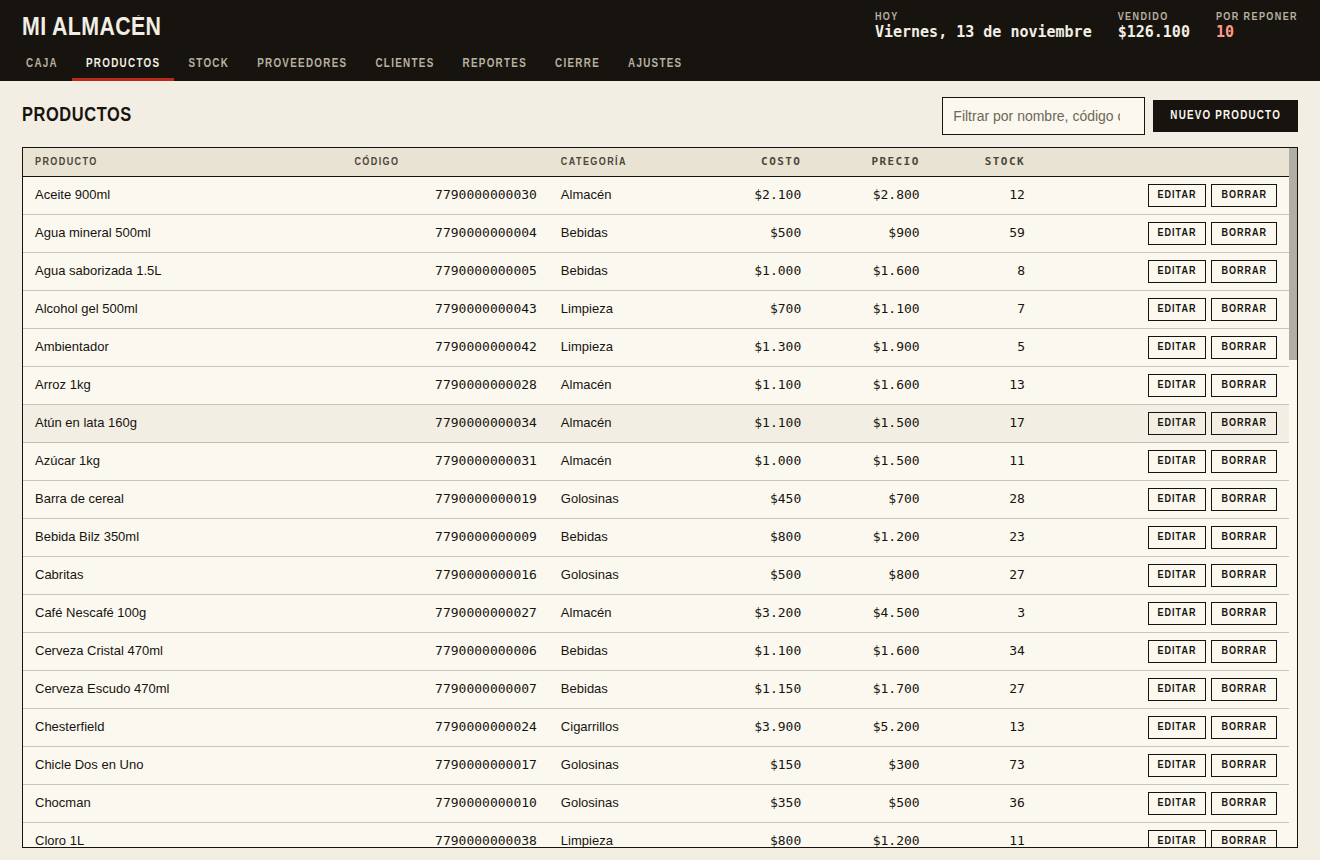 MI ALMACÉN
HOY
Viernes, 13 de noviembre
VENDIDO
$126.100
POR REPONER
10
CAJA PRODUCTOS STOCK PROVEEDORES CLIENTES REPORTES CIERRE AJUSTES
PRODUCTOS
Filtrar por nombre, código
NUEVO PRODUCTO
PRODUCTO CÓDIGO CATEGORÍA COSTO PRECIO STOCK
Aceite 900ml 7790000000030 Almacén $2.100 $2.800 12 EDITAR BORRAR
Agua mineral 500ml 7790000000004 Bebidas $500 $900 59 EDITAR BORRAR
Agua saborizada 1.5L 7790000000005 Bebidas $1.000 $1.600 8 EDITAR BORRAR
Alcohol gel 500ml 7790000000043 Limpieza $700 $1.100 7 EDITAR BORRAR
Ambientador 7790000000042 Limpieza $1.300 $1.900 5 EDITAR BORRAR
Arroz 1kg 7790000000028 Almacén $1.100 $1.600 13 EDITAR BORRAR
Atún en lata 160g 7790000000034 Almacén $1.100 $1.500 17 EDITAR BORRAR
Azúcar 1kg 7790000000031 Almacén $1.000 $1.500 11 EDITAR BORRAR
Barra de cereal 7790000000019 Golosinas $450 $700 28 EDITAR BORRAR
Bebida Bilz 350ml 7790000000009 Bebidas $800 $1.200 23 EDITAR BORRAR
Cabritas 7790000000016 Golosinas $500 $800 27 EDITAR BORRAR
Café Nescafé 100g 7790000000027 Almacén $3.200 $4.500 3 EDITAR BORRAR
Cerveza Cristal 470ml 7790000000006 Bebidas $1.100 $1.600 34 EDITAR BORRAR
Cerveza Escudo 470ml 7790000000007 Bebidas $1.150 $1.700 27 EDITAR BORRAR
Chesterfield 7790000000024 Cigarrillos $3.900 $5.200 13 EDITAR BORRAR
Chicle Dos en Uno 7790000000017 Golosinas $150 $300 73 EDITAR BORRAR
Chocman 7790000000010 Golosinas $350 $500 36 EDITAR BORRAR
Cloro 1L 7790000000038 Limpieza $800 $1.200 11 EDITAR BORRAR